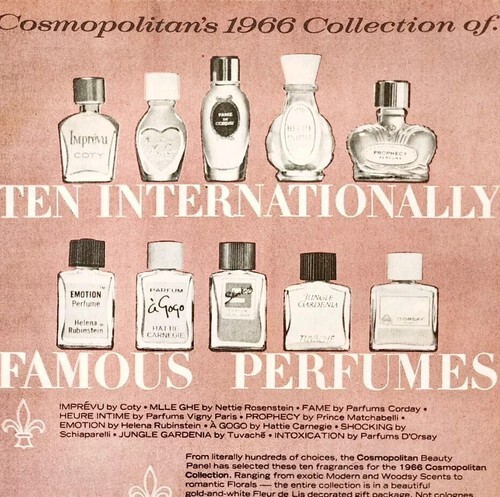 Cosmopolitan's 1966 Collection of:
Imprévu
COTY
FAME
DE
CORDAY
HEURE
INTIME
PROPHECY
PERFUME
TEN INTERNATIONALLY
EMOTION
Perfume
Helena
Rubinstein
PARFUM
àGogo
HATTIE
CARNEGIE
JUNGLE
GARDENIA
TUVACHÉ
D'ORSAY
FAMOUS PERFUMES
IMPRÉVU by Coty • MLLE GHE by Nettie Rosenstein • FAME by Parfums Corday •
HEURE INTIME by Parfums Vigny Paris • PROPHECY by Prince Matchabelli •
EMOTION by Helena Rubinstein • À GOGO by Hattie Carnegie • SHOCKING by
Schiaparelli • JUNGLE GARDENIA by Tuvaché • INTOXICATION by Parfums D'Orsay
From literally hundreds of choices, the Cosmopolitan Beauty
Panel has selected these ten fragrances for the 1966 Cosmopolitan
Collection. Ranging from exotic Modern and Woodsy Scents to
romantic Florals — the entire collection is in a beautiful
gold-and-white Fleur de Lis decorated gift package. Not colognes